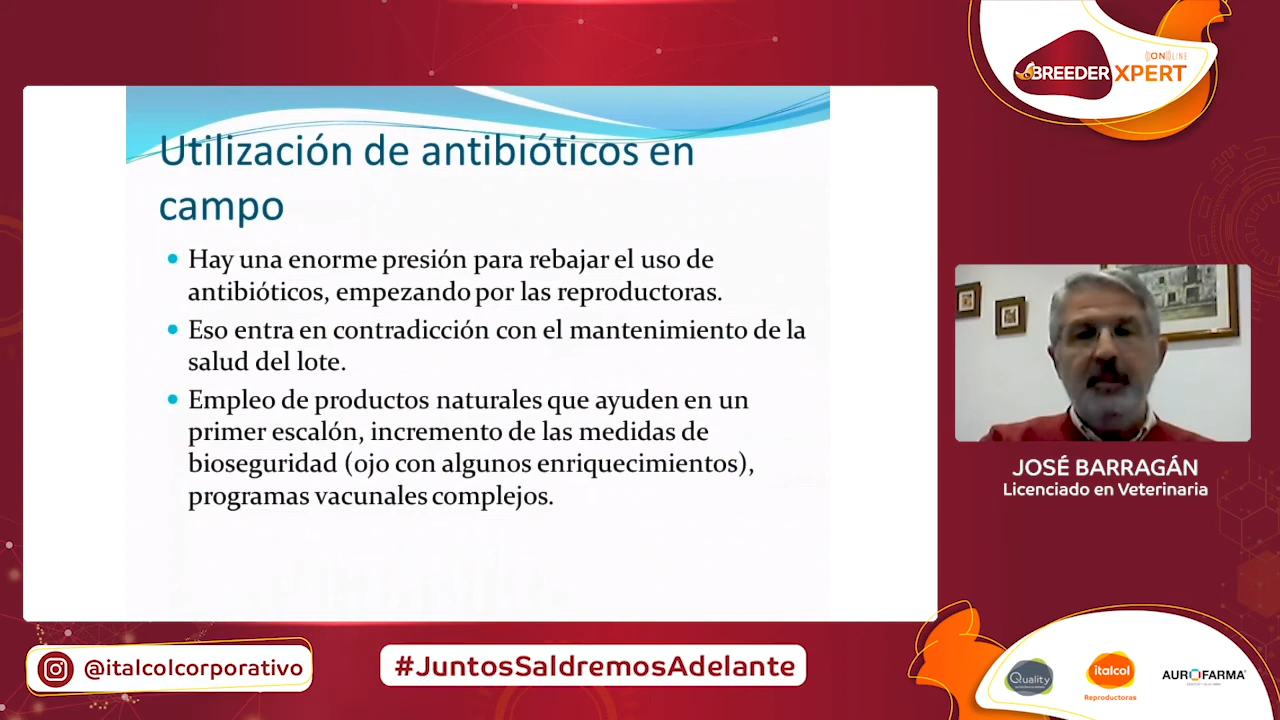 Utilización de antibióticos en
campo
Hay una enorme presión para rebajar el uso de
antibióticos, empezando por las reproductoras.
Eso entra en contradicción con el mantenimiento de la
salud del lote.
Empleo de productos naturales que ayuden en un
primer escalón, incremento de las medidas de
bioseguridad (ojo con algunos enriquecimientos),
programas vacunales complejos.
ONLINE
BREEDER XPERT
JOSÉ BARRAGÁN
Licenciado en Veterinaria
@italcolcorporativo
#JuntosSaldremosAdelante
Quality
italcol
Reproductoras
AUROFARMA